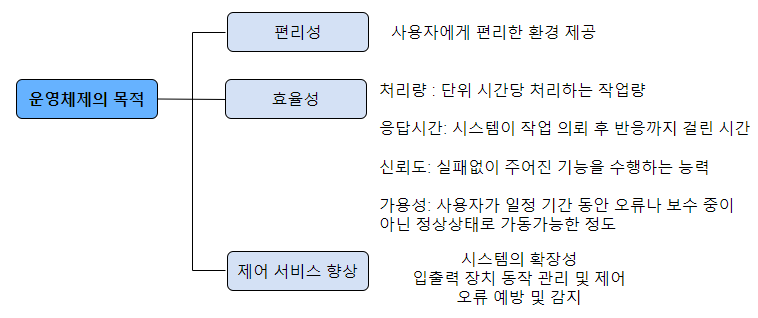 편리성
사용자에게 편리한 환경 제공
운영체제의 목적
효율성
처리량 : 단위 시간당 처리하는 작업량
응답시간: 시스템이 작업 의뢰 후 반응까지 걸린 시간
신뢰도: 실패없이 주어진 기능을 수행하는 능력
가용성: 사용자가 일정 기간 동안 오류나 보수 중이
아닌 정상상태로 가동가능한 정도
제어 서비스 향상
시스템의 확장성
입출력 장치 동작 관리 및 제어
오류 예방 및 감지